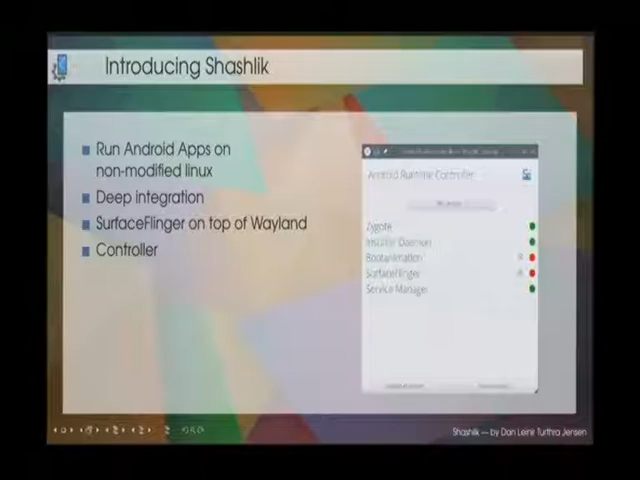 Introducing Shashlik
Run Android Apps on
non-modified linux
Deep integration
SurfaceFlinger on top of Wayland
Controller
Android Runtime Controller
Zygote
Installer Daemon
Bootanimation
SurfaceFlinger
Service Manager
Shashlik — by Dan Leinir Turthra Jensen